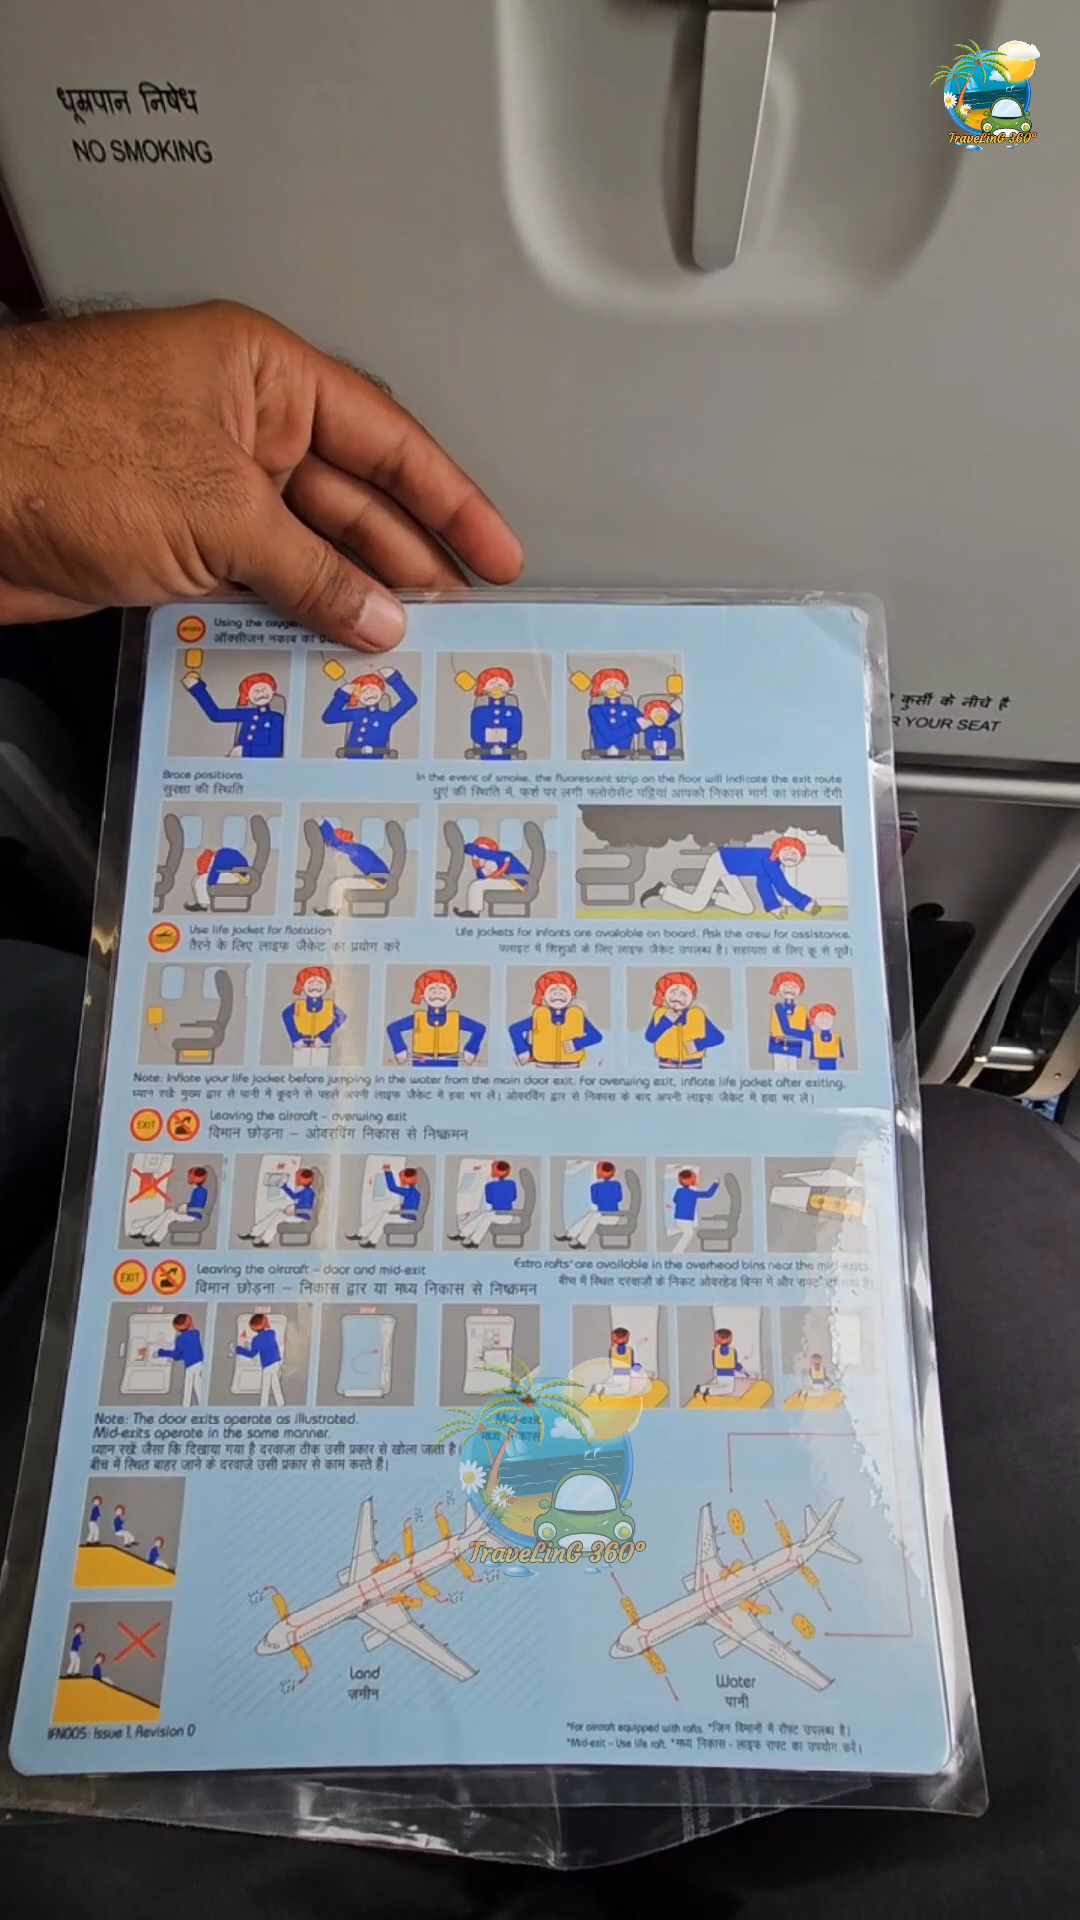 धूम्रपान निषेध
NO SMOKING
TraveLinG 360°
कुर्सी के नीचे है
YOUR SEAT
Using the oxygen
ऑक्सीजन नकाब का
Brace positions
सुरक्षा की स्थिति
In the event of smoke, the fluorescent strip on the floor will indicate the exit route
धुएं की स्थिति में, फर्श पर लगी फ्लोरोसेंट पट्टियां आपको निकास मार्ग का संकेत देंगी
Use life jacket for flotation
तैरने के लिए लाइफ जैकेट का प्रयोग करें
Life jackets for infants are available on board. Ask the crew for assistance.
फ्लाइट में शिशुओं के लिए लाइफ जैकेट उपलब्ध है। सहायता के लिए क्रू से पूछें।
Note: Inflate your life jacket before jumping in the water from the main door exit. For overwing exit, inflate life jacket after exiting.
ध्यान रखें: मुख्य द्वार से पानी में कूदने से पहले अपनी लाइफ जैकेट में हवा भर लें। ओवरविंग द्वार से निकास के बाद अपनी लाइफ जैकेट में हवा भर लें।
EXIT
Leaving the aircraft – overwing exit
विमान छोड़ना – ओवरविंग निकास से निष्क्रमन
EXIT
Leaving the aircraft – door and mid-exit
विमान छोड़ना – निकास द्वार या मध्य निकास से निष्क्रमन
Extra rafts* are available in the overhead bins near the mid-exits.
बीच में स्थित दरवाज़ों के निकट ओवरहेड बिन्स में और राफ्ट*
Note: The door exits operate as illustrated.
Mid-exits operate in the same manner.
ध्यान रखें: जैसा कि दिखाया गया है दरवाजा ठीक उसी प्रकार से खोला जाता है।
बीच में स्थित बाहर जाने के दरवाजे उसी प्रकार से काम करते हैं।
Mid-exit
TraveLinG 360°
Land
ज़मीन
Water
पानी
IFN005: Issue 1, Revision 0
*For aircraft equipped with rafts. *जिन विमानों में रौफ्ट उपलब्ध है।
*Mid-exit – Use life raft. *मध्य निकास - लाइफ राफ्ट का उपयोग करें।